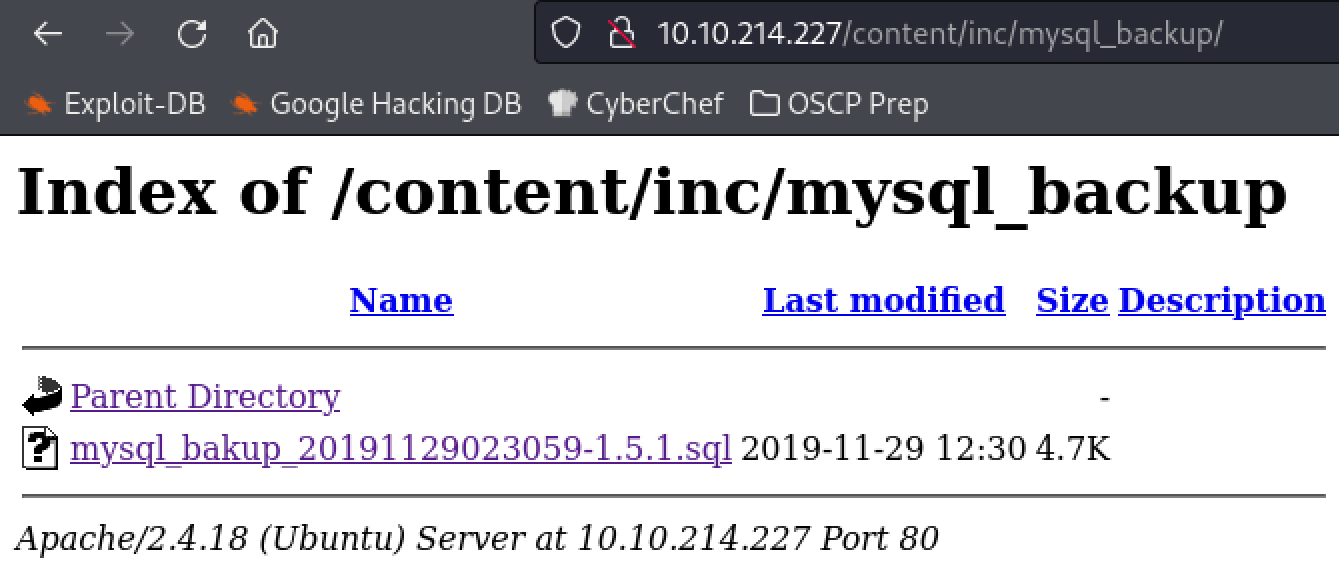 10.10.214.227/content/inc/mysql_backup/
Exploit-DB Google Hacking DB CyberChef OSCP Prep
Index of /content/inc/mysql_backup
Name Last modified Size Description
Parent Directory -
? mysql_bakup_20191129023059-1.5.1.sql 2019-11-29 12:30 4.7K
Apache/2.4.18 (Ubuntu) Server at 10.10.214.227 Port 80